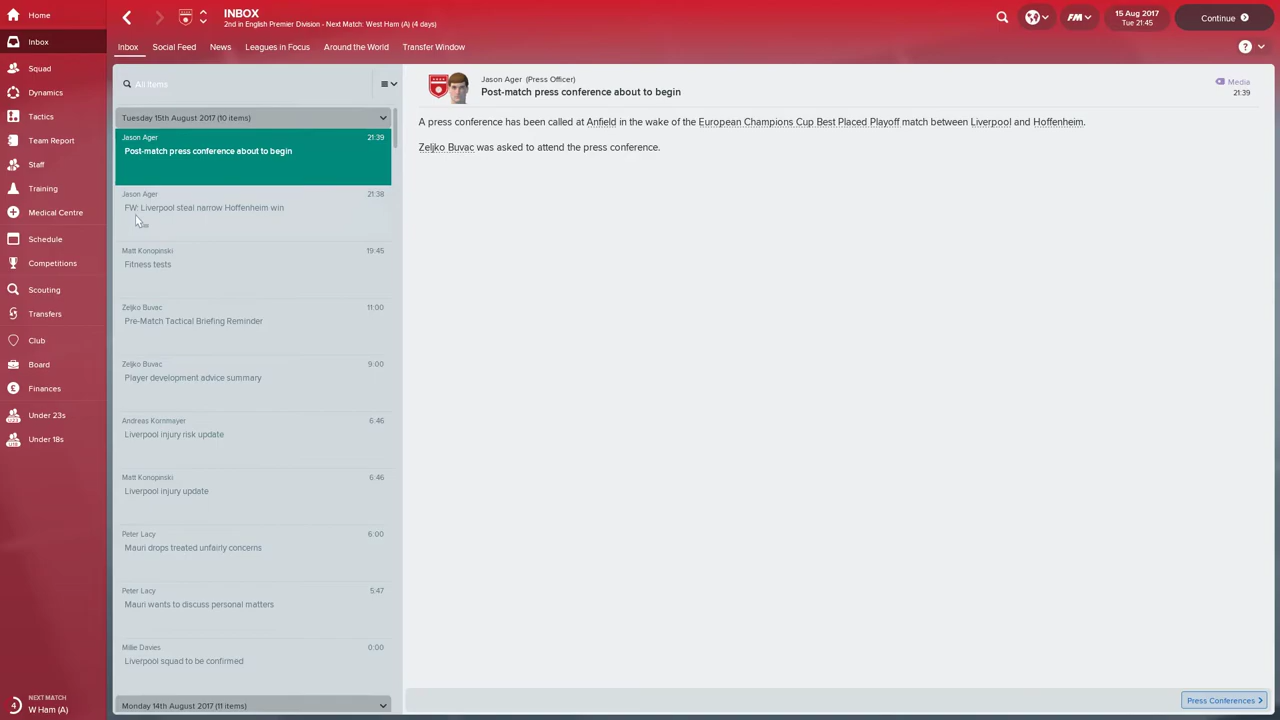 INBOX
2nd in English Premier Division - Next Match: West Ham (A) (4 days)
FM
15 Aug 2017
Tue 21:45
Continue
Home
Inbox
Squad
Dynamics
Tactics
Team Report
Staff
Training
Medical Centre
Schedule
Competitions
Scouting
Transfers
Club
Board
Finances
Under 23s
Under 18s
4
NEXT MATCH
W Ham (A)
Inbox
Social Feed
News
Leagues in Focus
Around the World
Transfer Window
?
All Items
Tuesday 15th August 2017 (10 items)
Jason Ager 21:39
Post-match press conference about to begin
Jason Ager 21:38
FW: Liverpool steal narrow Hoffenheim win
Matt Konopinski 19:45
Fitness tests
Zeljko Buvac 11:00
Pre-Match Tactical Briefing Reminder
Zeljko Buvac 9:00
Player development advice summary
Andreas Kornmayer 6:46
Liverpool injury risk update
Matt Konopinski 6:46
Liverpool injury update
Peter Lacy 6:00
Mauri drops treated unfairly concerns
Peter Lacy 5:47
Mauri wants to discuss personal matters
Millie Davies 0:00
Liverpool squad to be confirmed
Monday 14th August 2017 (11 items)
Jason Ager (Press Officer)
Post-match press conference about to begin
Media
21:39
A press conference has been called at Anfield in the wake of the European Champions Cup Best Placed Playoff match between Liverpool and Hoffenheim.
Zeljko Buvac was asked to attend the press conference.
Press Conferences